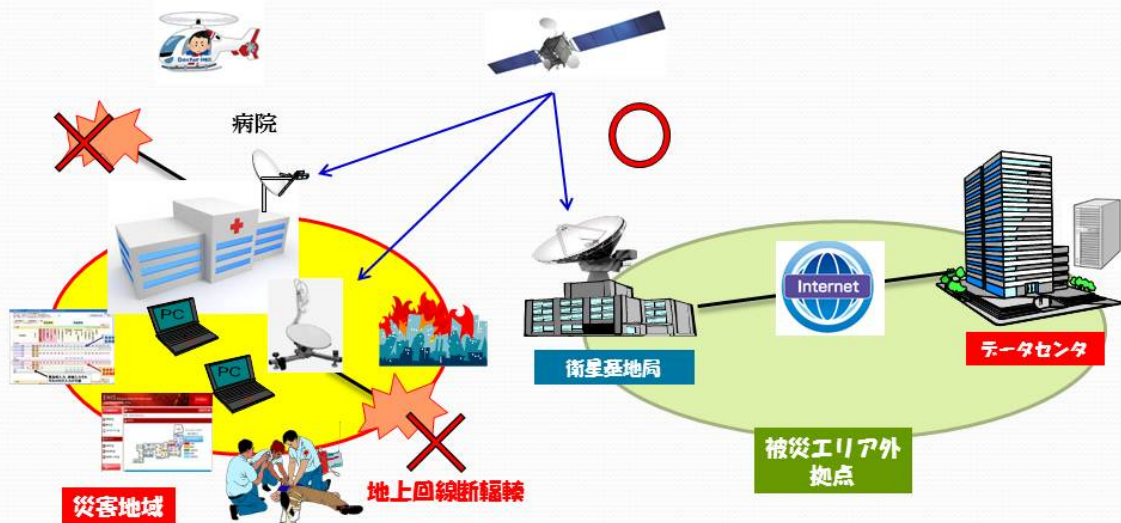 病院
PC
PC
Internet
衛星基地局
データセンタ
被災エリア外
拠点
地上回線断輻輳
災害地域